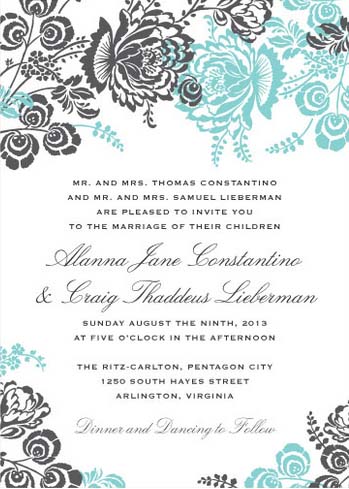 MR. AND MRS. THOMAS CONSTANTINO
AND MR. AND MRS. SAMUEL LIEBERMAN
ARE PLEASED TO INVITE YOU
TO THE MARRIAGE OF THEIR CHILDREN
Alanna Jane Constantino
& Craig Thaddeus Lieberman
SUNDAY AUGUST THE NINTH, 2013
AT FIVE O'CLOCK IN THE AFTERNOON
THE RITZ-CARLTON, PENTAGON CITY
1250 SOUTH HAYES STREET
ARLINGTON, VIRGINIA
Dinner and Dancing to Follow